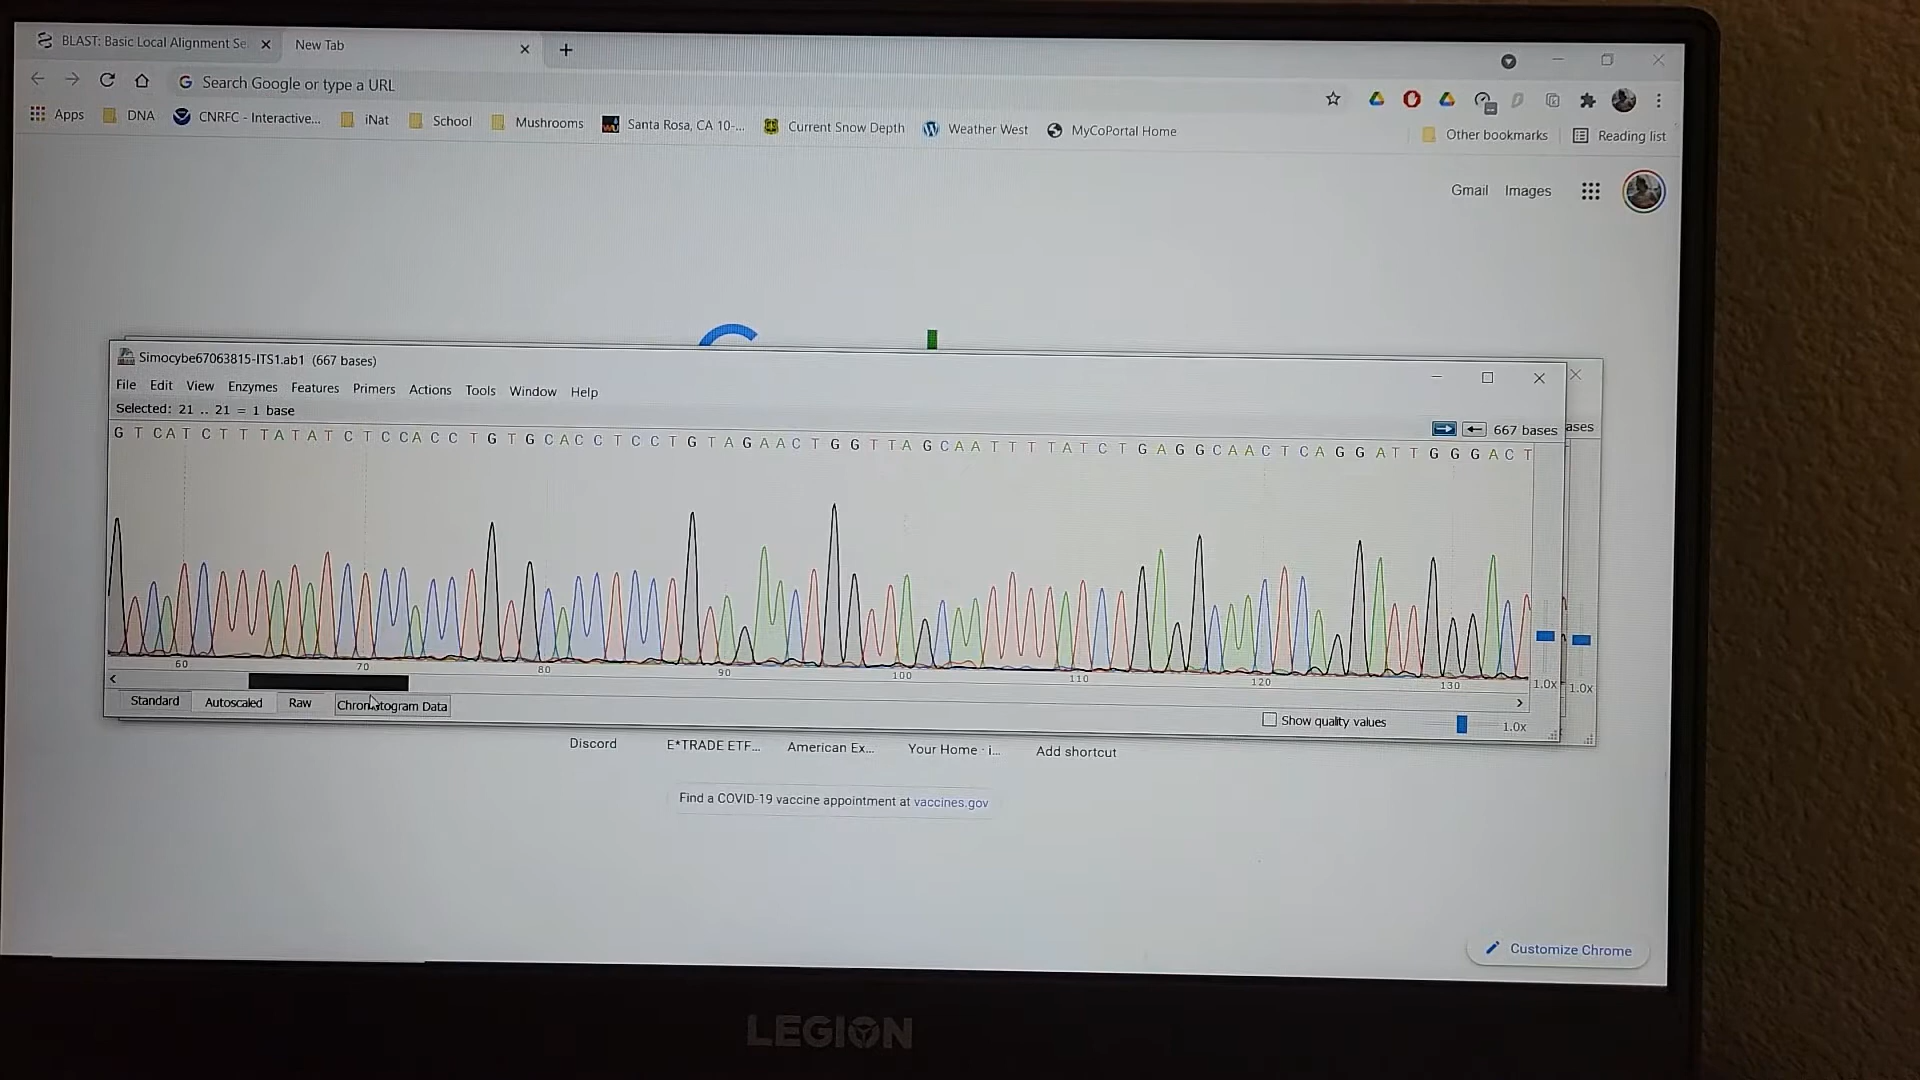 BLAST: Basic Local Alignment Se
New Tab
Search Google or type a URL
Apps DNA CNRFC - Interactive... iNat School Mushrooms Santa Rosa, CA 10-... Current Snow Depth Weather West MyCoPortal Home Other bookmarks Reading list
Gmail Images
Simocybe67063815-ITS1.ab1 (667 bases)
File Edit View Enzymes Features Primers Actions Tools Window Help
Selected: 21 .. 21 = 1 base
667 bases
ases
G T C A T C T T T A T A T C T C C A C C T G T G C A C C T C C T G T A G A A C T G G T T A G C A A T T T T A T C T G A G G C A A C T C A G G A T T G G G A C T
60 70 80 90 100 110 120 130
1.0x 1.0x
Standard Autoscaled Raw Chromatogram Data
Show quality values 1.0x
Discord E*TRADE ETF... American Ex... Your Home · i... Add shortcut
Find a COVID-19 vaccine appointment at vaccines.gov
Customize Chrome
LEGION